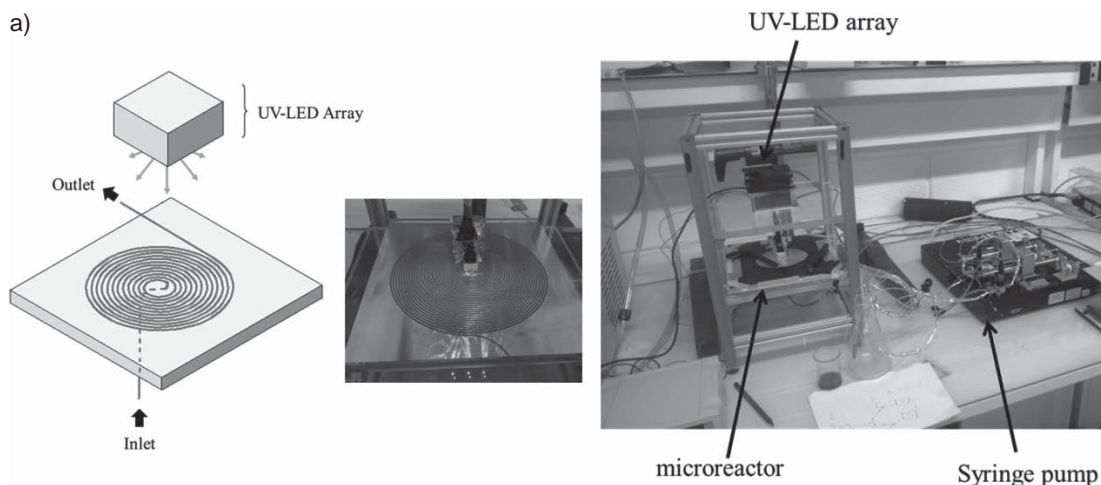 a)
UV-LED array
UV-LED Array
Outlet
Inlet
microreactor
Syringe pump